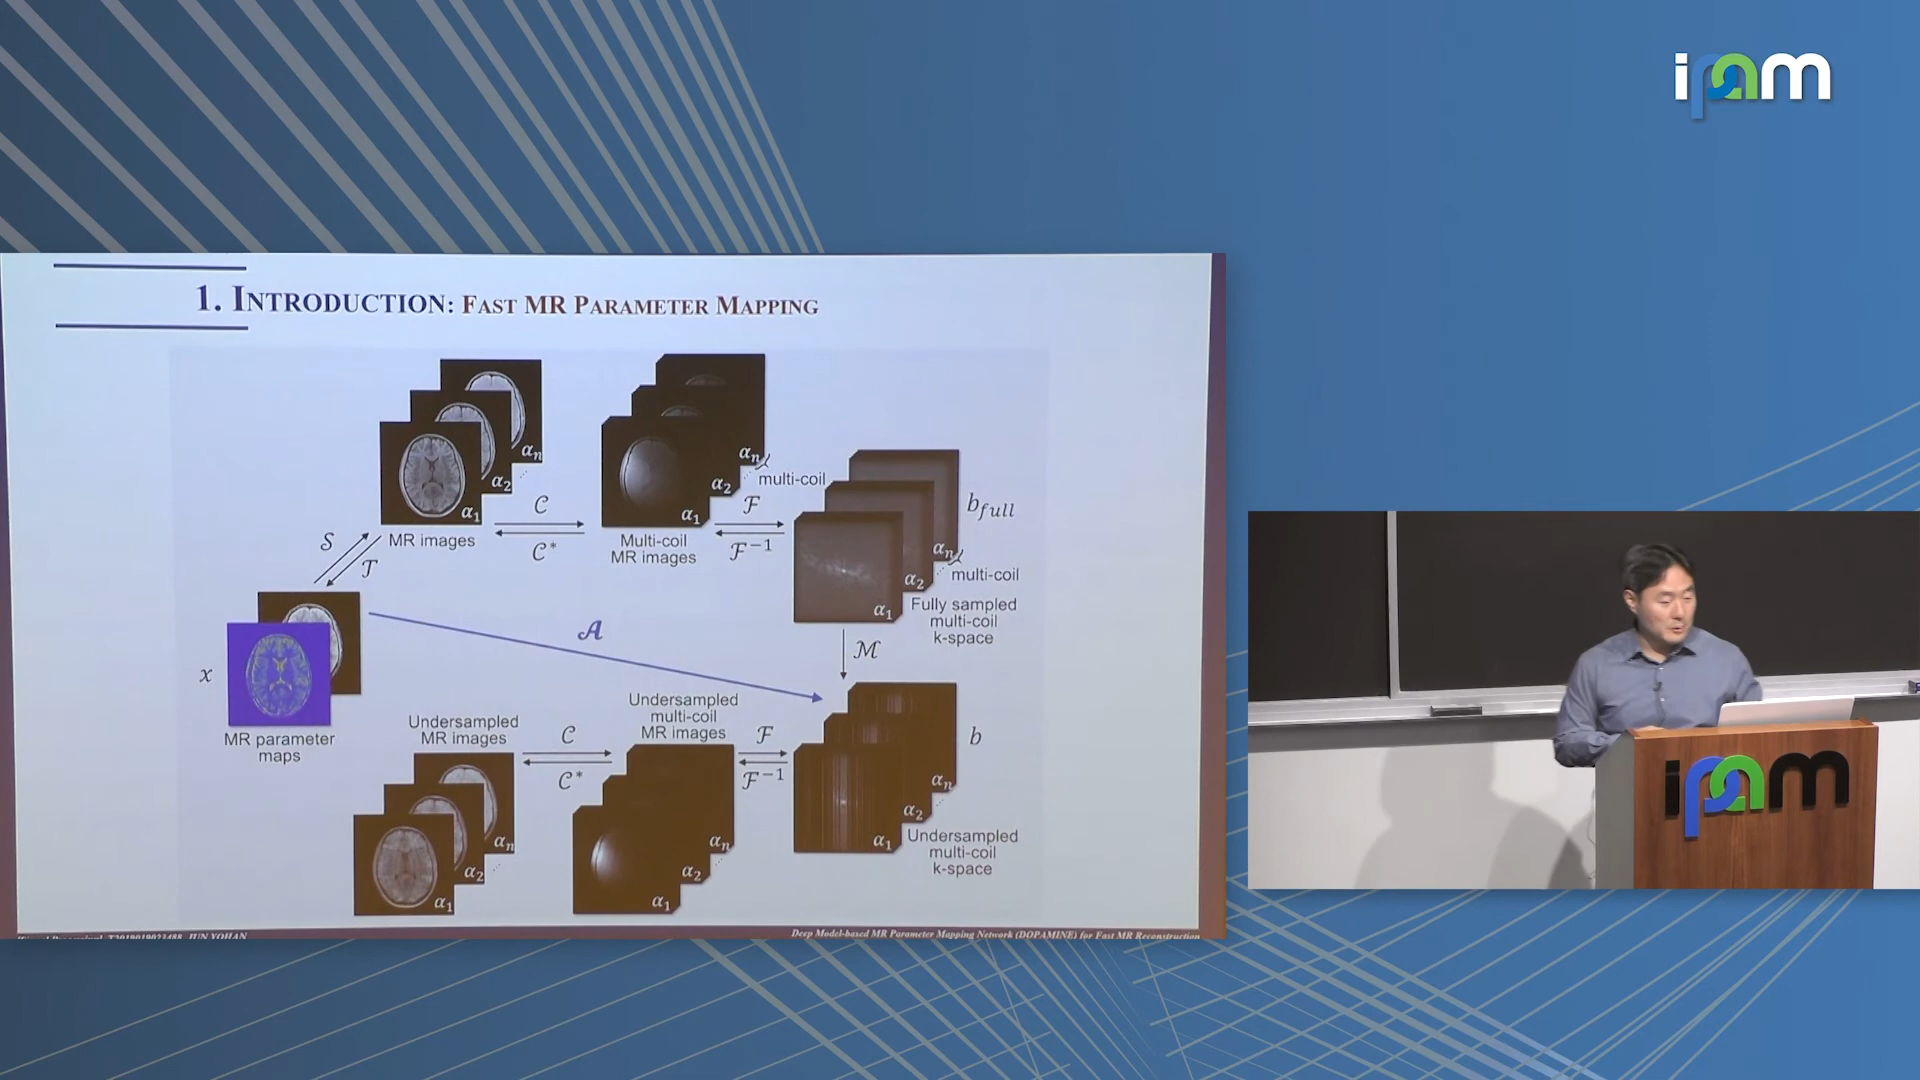 ipam
1. INTRODUCTION: FAST MR PARAMETER MAPPING
αn
α2
α1
MR images
C
C*
αn
α2
α1
multi-coil
Multi-coil
MR images
F
F−1
bfull
αn
α2
α1
multi-coil
Fully sampled
multi-coil
k-space
S
T
A
M
x
MR parameter
maps
Undersampled
MR images
αn
α2
α1
C
C*
Undersampled
multi-coil
MR images
αn
α2
α1
F
F−1
b
αn
α2
α1
Undersampled
multi-coil
k-space
JUN YOHAN
Deep Model-based MR Parameter Mapping Network (DOPAMINE) for Fast MR Reconstruction
ipam